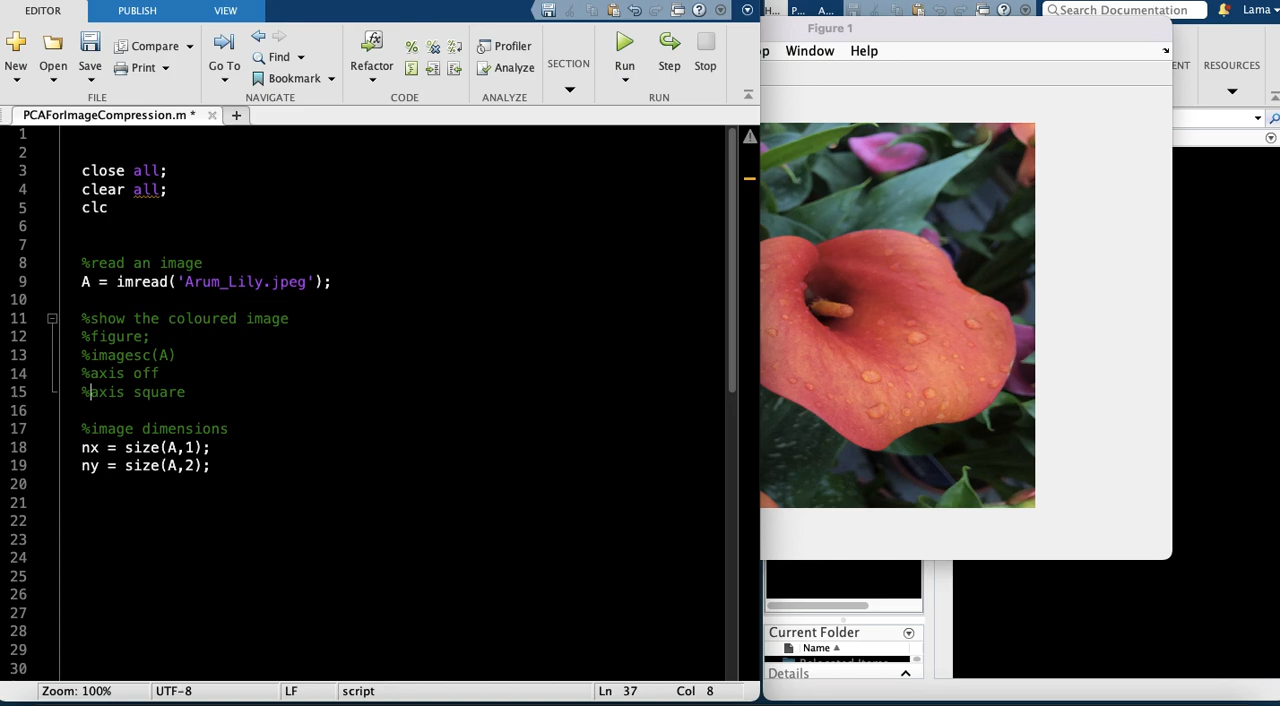 EDITOR PUBLISH VIEW
New Open Save Compare Print
Go To Find Bookmark
Refactor
Profiler Analyze
SECTION
Run Step Stop
FILE NAVIGATE CODE ANALYZE RUN
PCAForImageCompression.m *
1
2
3 close all;
4 clear all;
5 clc
6
7
8 %read an image
9 A = imread('Arum_Lily.jpeg');
10
11 %show the coloured image
12 %figure;
13 %imagesc(A)
14 %axis off
15 %axis square
16
17 %image dimensions
18 nx = size(A,1);
19 ny = size(A,2);
20
21
22
23
24
25
26
27
28
29
30
Zoom: 100% UTF-8 LF script Ln 37 Col 8
H... P... A... Search Documentation Lama
Figure 1
Window Help
RESOURCES
Current Folder
Name
Details